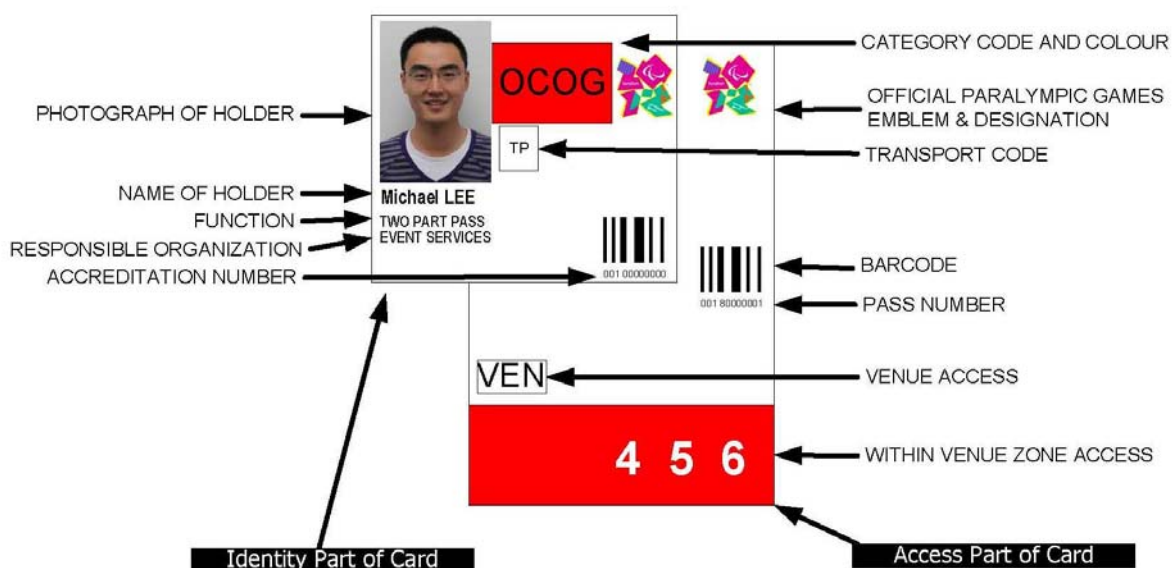 CATEGORY CODE AND COLOUR
OCOG
PHOTOGRAPH OF HOLDER
OFFICIAL PARALYMPIC GAMES
EMBLEM & DESIGNATION
TP
TRANSPORT CODE
NAME OF HOLDER
Michael LEE
FUNCTION
TWO PART PASS
RESPONSIBLE ORGANIZATION
EVENT SERVICES
ACCREDITATION NUMBER
001 00000000
BARCODE
001 80000001
PASS NUMBER
VEN
VENUE ACCESS
4 5 6
WITHIN VENUE ZONE ACCESS
Identity Part of Card
Access Part of Card